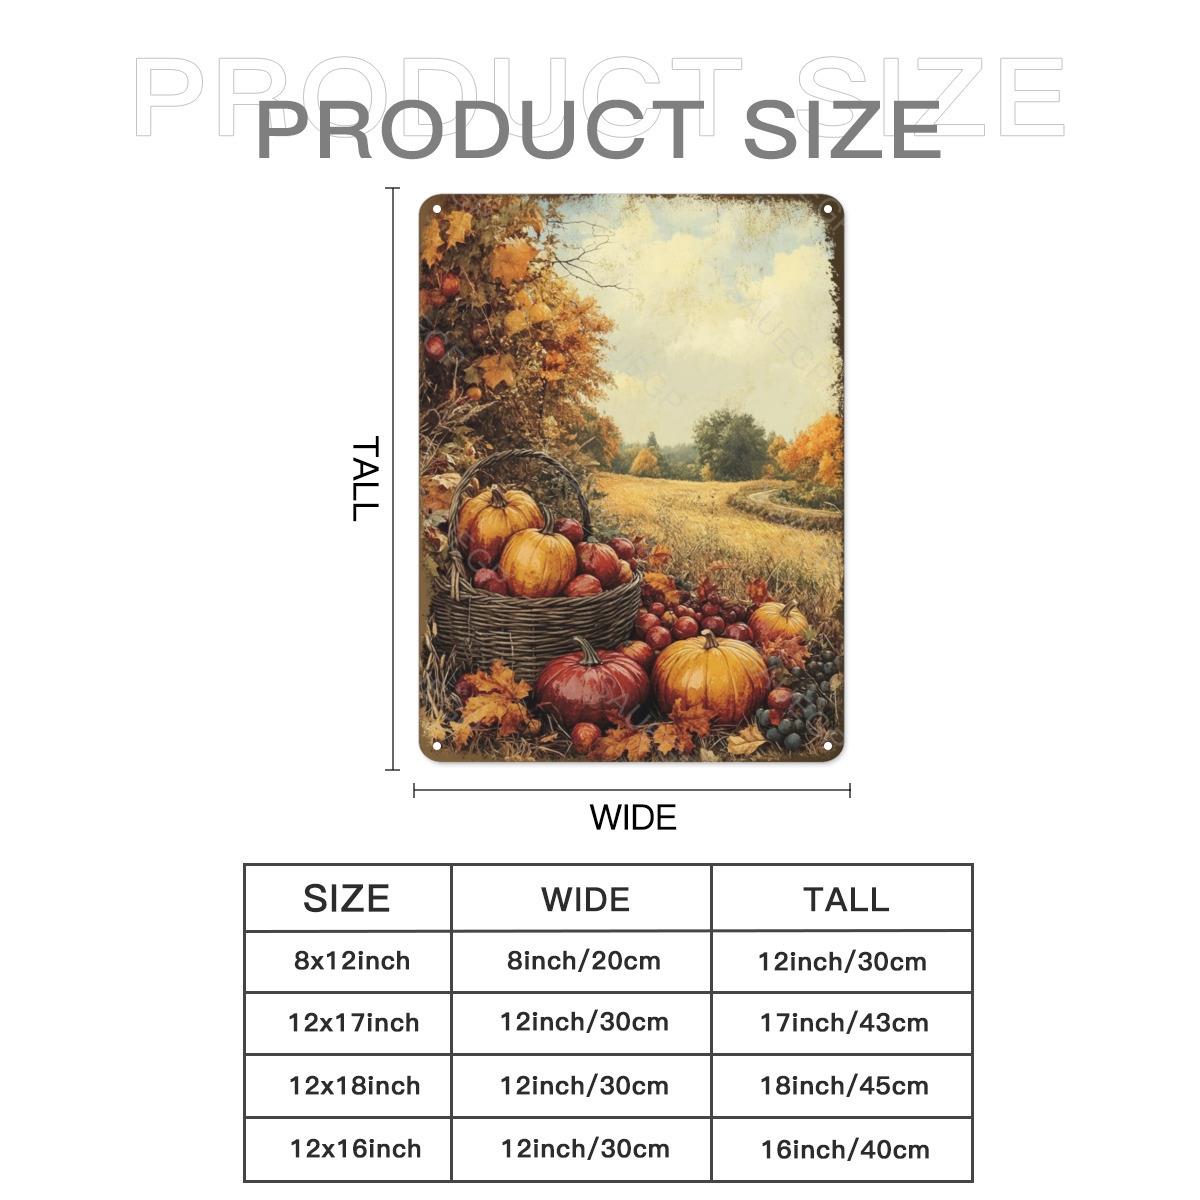 PRODUCT SIZE
PRODUCT SIZE
TALL
WIDE
SIZE WIDE TALL
8x12inch 8inch/20cm 12inch/30cm
12x17inch 12inch/30cm 17inch/43cm
12x18inch 12inch/30cm 18inch/45cm
12x16inch 12inch/30cm 16inch/40cm